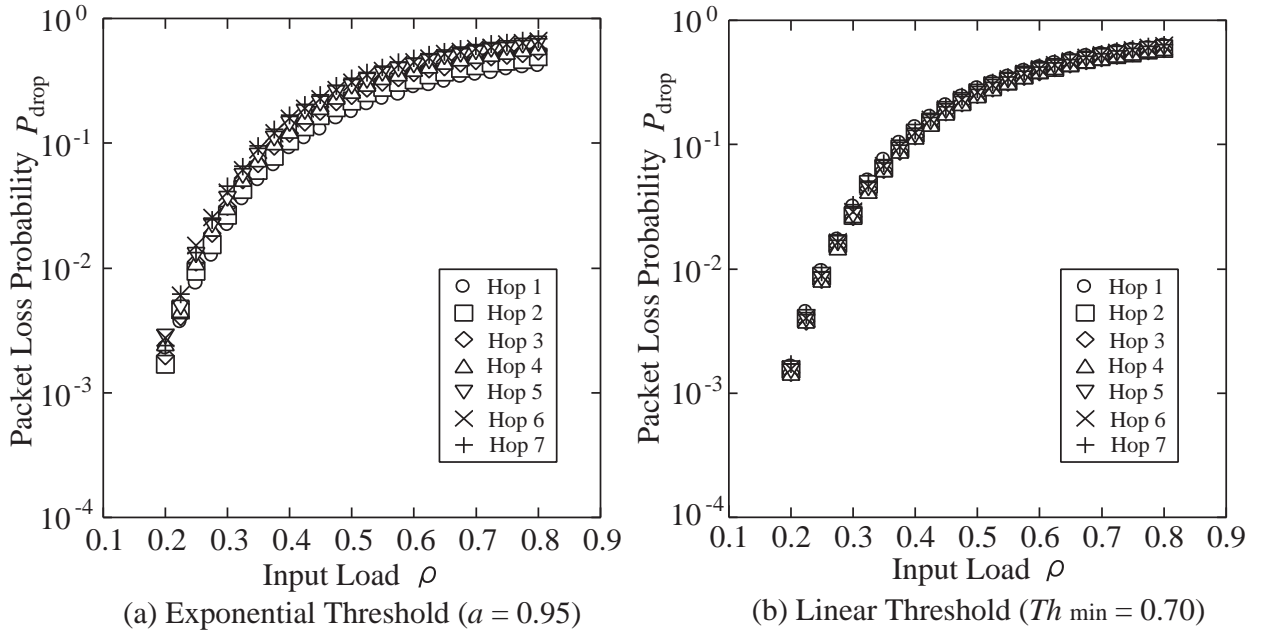 Packet Loss Probability P_drop
10^0
10^-1
10^-2
10^-3
10^-4
Hop 1
Hop 2
Hop 3
Hop 4
Hop 5
Hop 6
Hop 7
0.1 0.2 0.3 0.4 0.5 0.6 0.7 0.8 0.9
Input Load ρ
(a) Exponential Threshold (a = 0.95)
Packet Loss Probability P_drop
10^0
10^-1
10^-2
10^-3
10^-4
Hop 1
Hop 2
Hop 3
Hop 4
Hop 5
Hop 6
Hop 7
0.1 0.2 0.3 0.4 0.5 0.6 0.7 0.8 0.9
Input Load ρ
(b) Linear Threshold (Th min = 0.70)